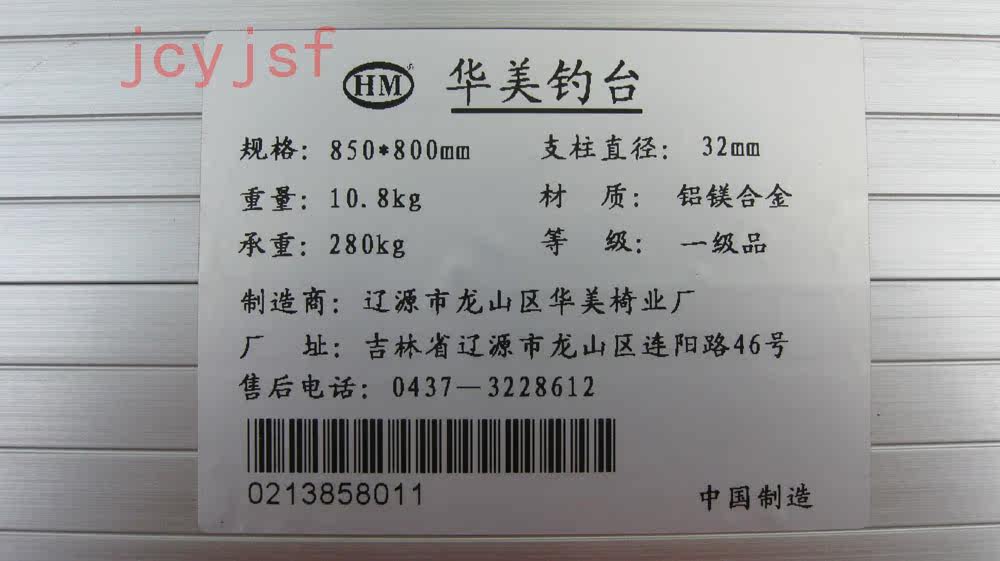 jcyjsf
HM 华美钓台
规格: 850*800mm 支柱直径: 32mm
重量: 10.8kg 材 质: 铝镁合金
承重: 280kg 等 级: 一级品
制造商: 辽源市龙山区华美椅业厂
厂 址: 吉林省辽源市龙山区连阳路46号
售后电话: 0437—3228612
0213858011
中国制造